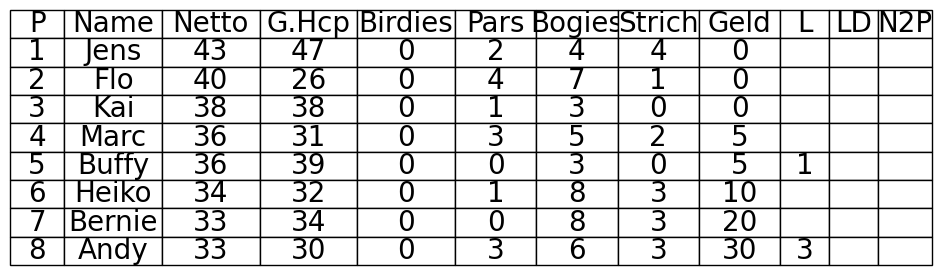 P Name Netto G.Hcp Birdies Pars Bogies Strich Geld L LD N2P
1 Jens 43 47 0 2 4 4 0
2 Flo 40 26 0 4 7 1 0
3 Kai 38 38 0 1 3 0 0
4 Marc 36 31 0 3 5 2 5
5 Buffy 36 39 0 0 3 0 5 1
6 Heiko 34 32 0 1 8 3 10
7 Bernie 33 34 0 0 8 3 20
8 Andy 33 30 0 3 6 3 30 3